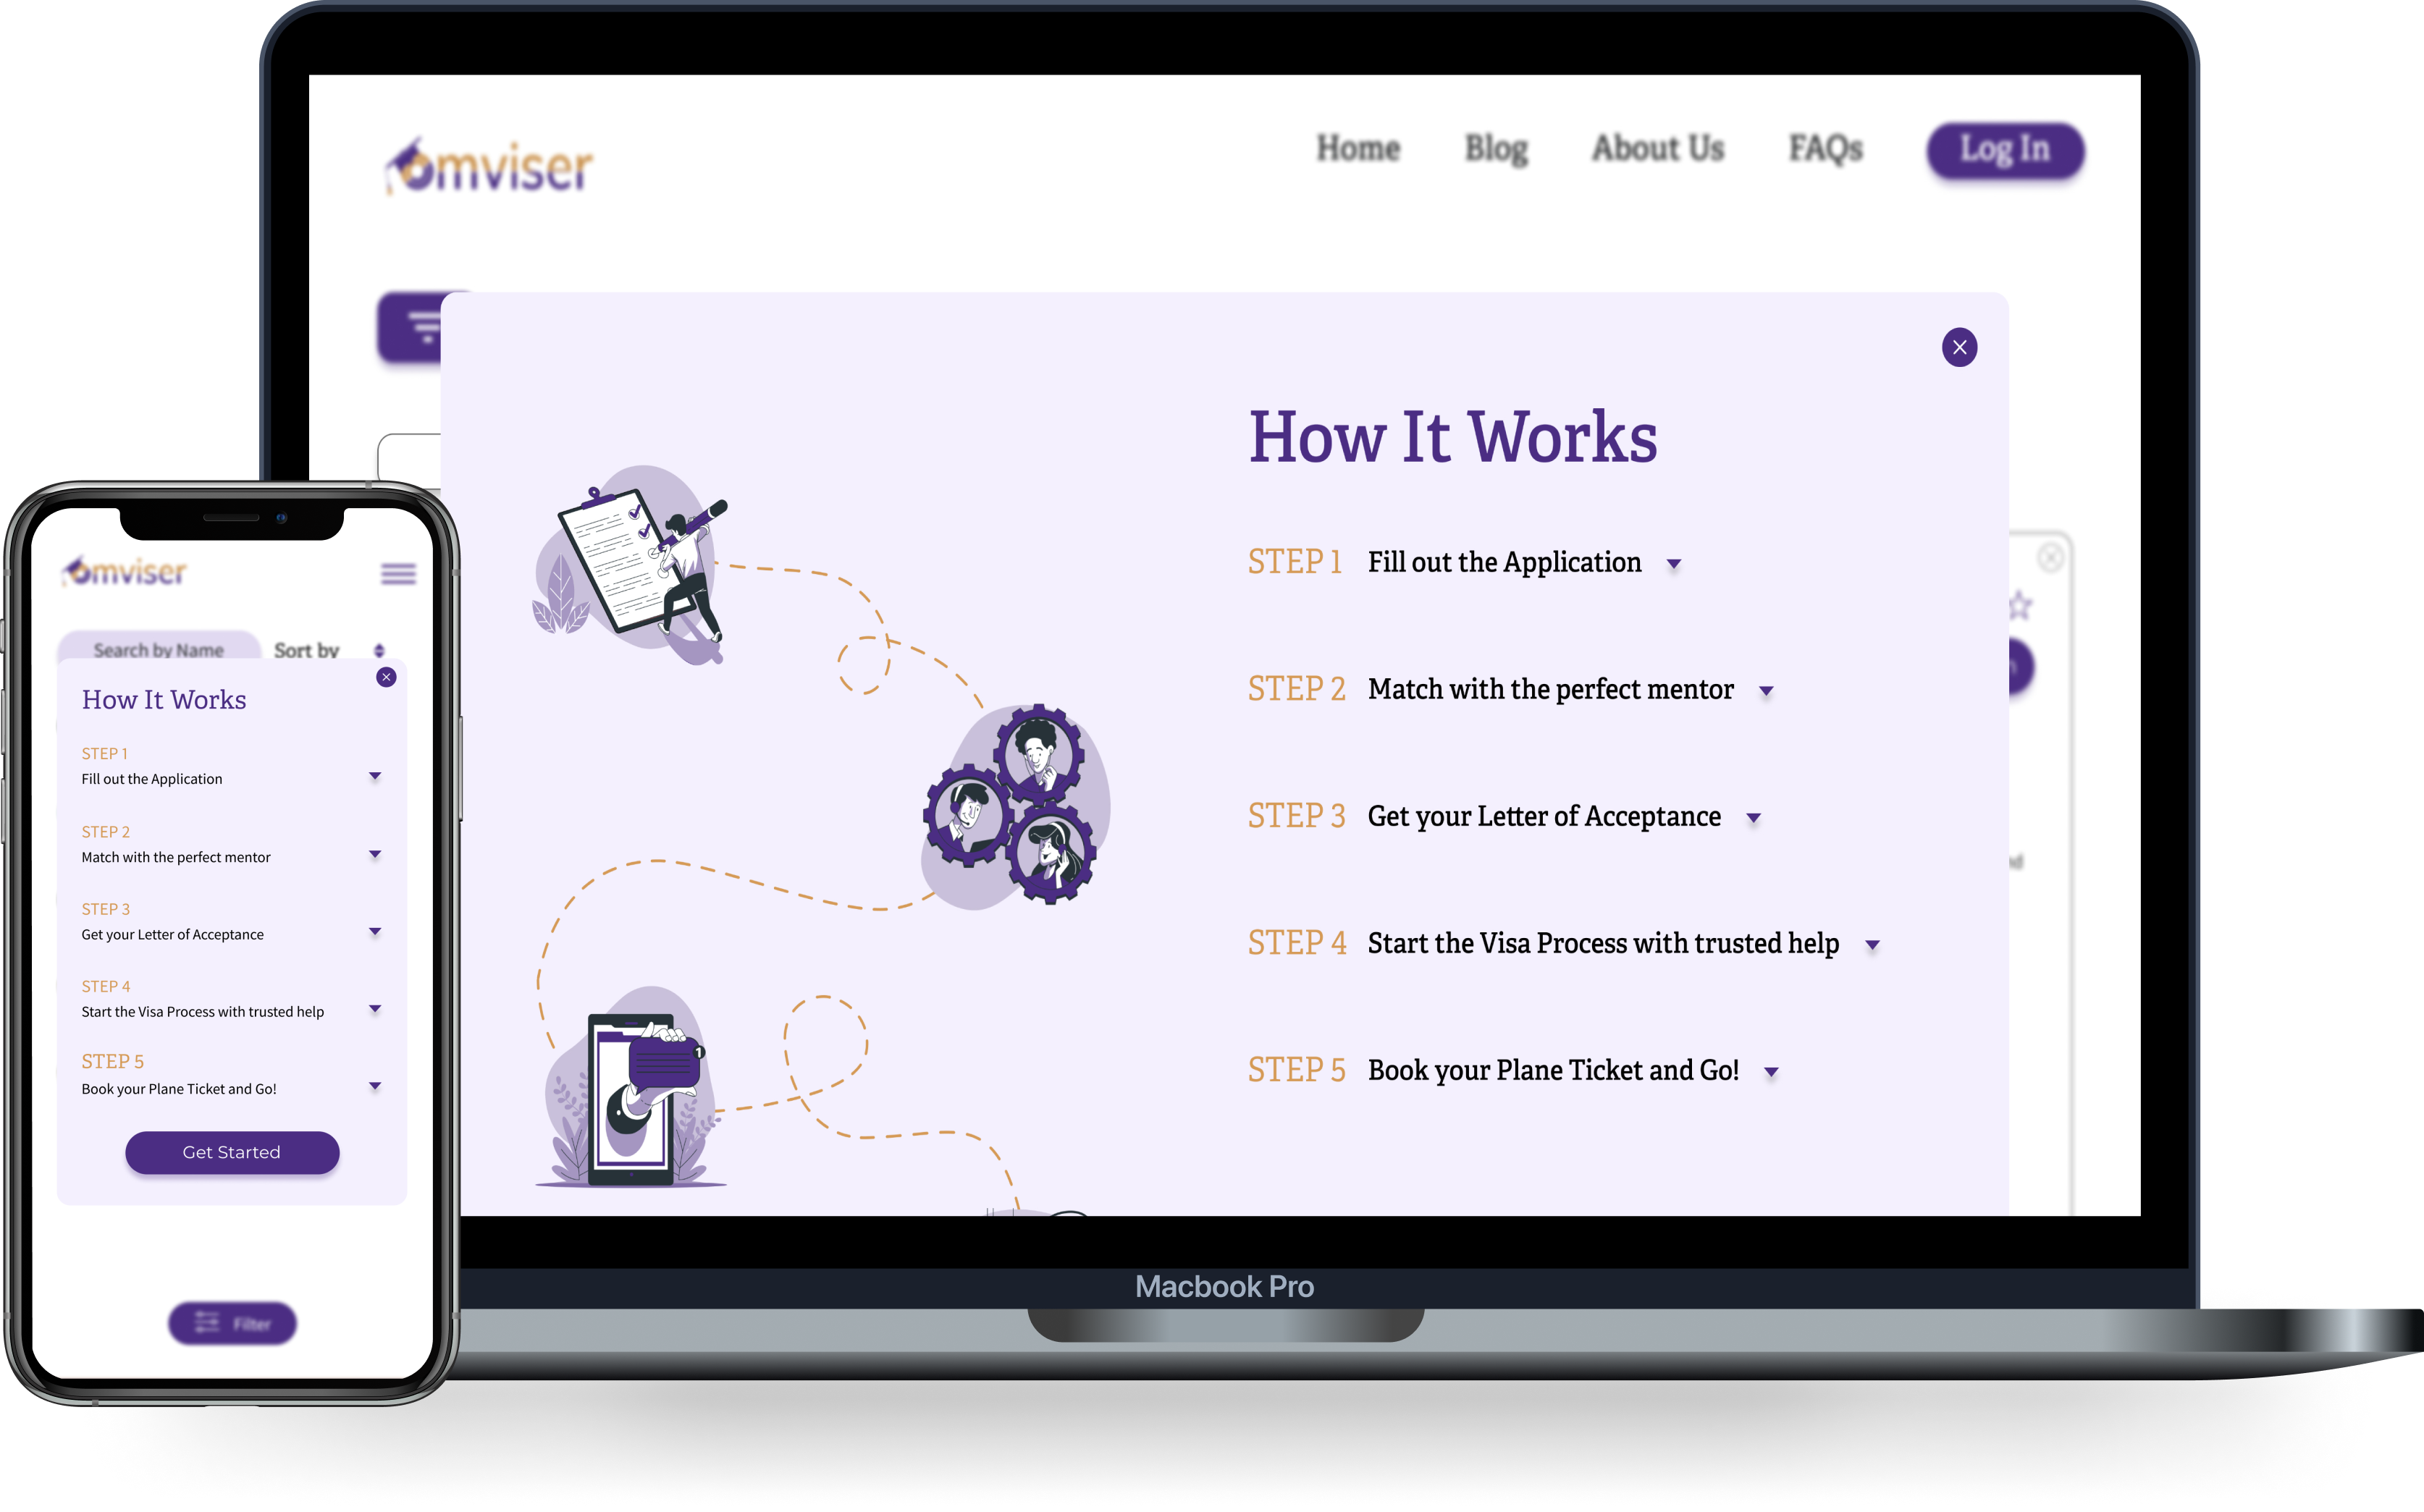 omviser
Home Blog About Us FAQs Log In
How It Works
STEP 1 Fill out the Application
STEP 2 Match with the perfect mentor
STEP 3 Get your Letter of Acceptance
STEP 4 Start the Visa Process with trusted help
STEP 5 Book your Plane Ticket and Go!
1
Macbook Pro
omviser
Search by Name Sort by
How It Works
STEP 1
Fill out the Application
STEP 2
Match with the perfect mentor
STEP 3
Get your Letter of Acceptance
STEP 4
Start the Visa Process with trusted help
STEP 5
Book your Plane Ticket and Go!
Get Started
Filter